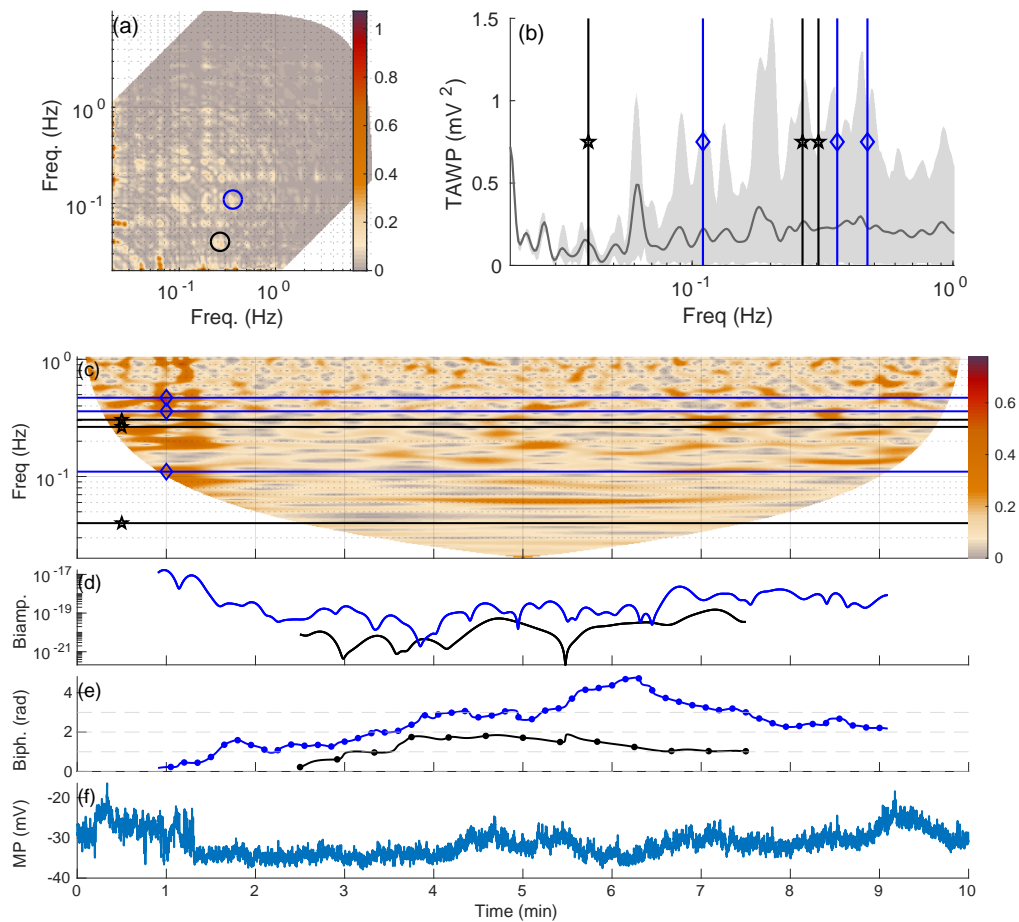 (a)
Freq. (Hz)
10^0
10^-1
10^-1 10^0
Freq. (Hz)
1
0.8
0.6
0.4
0.2
0
(b)
TAWP (mV^2)
1.5
1
0.5
0
10^-1 10^0
Freq (Hz)
(c)
Freq (Hz)
10^0
10^-1
0.6
0.4
0.2
0
(d)
Biamp.
10^-17
10^-19
10^-21
(e)
Biph. (rad)
4
2
0
(f)
MP (mV)
-20
-30
-40
0 1 2 3 4 5 6 7 8 9 10
Time (min)